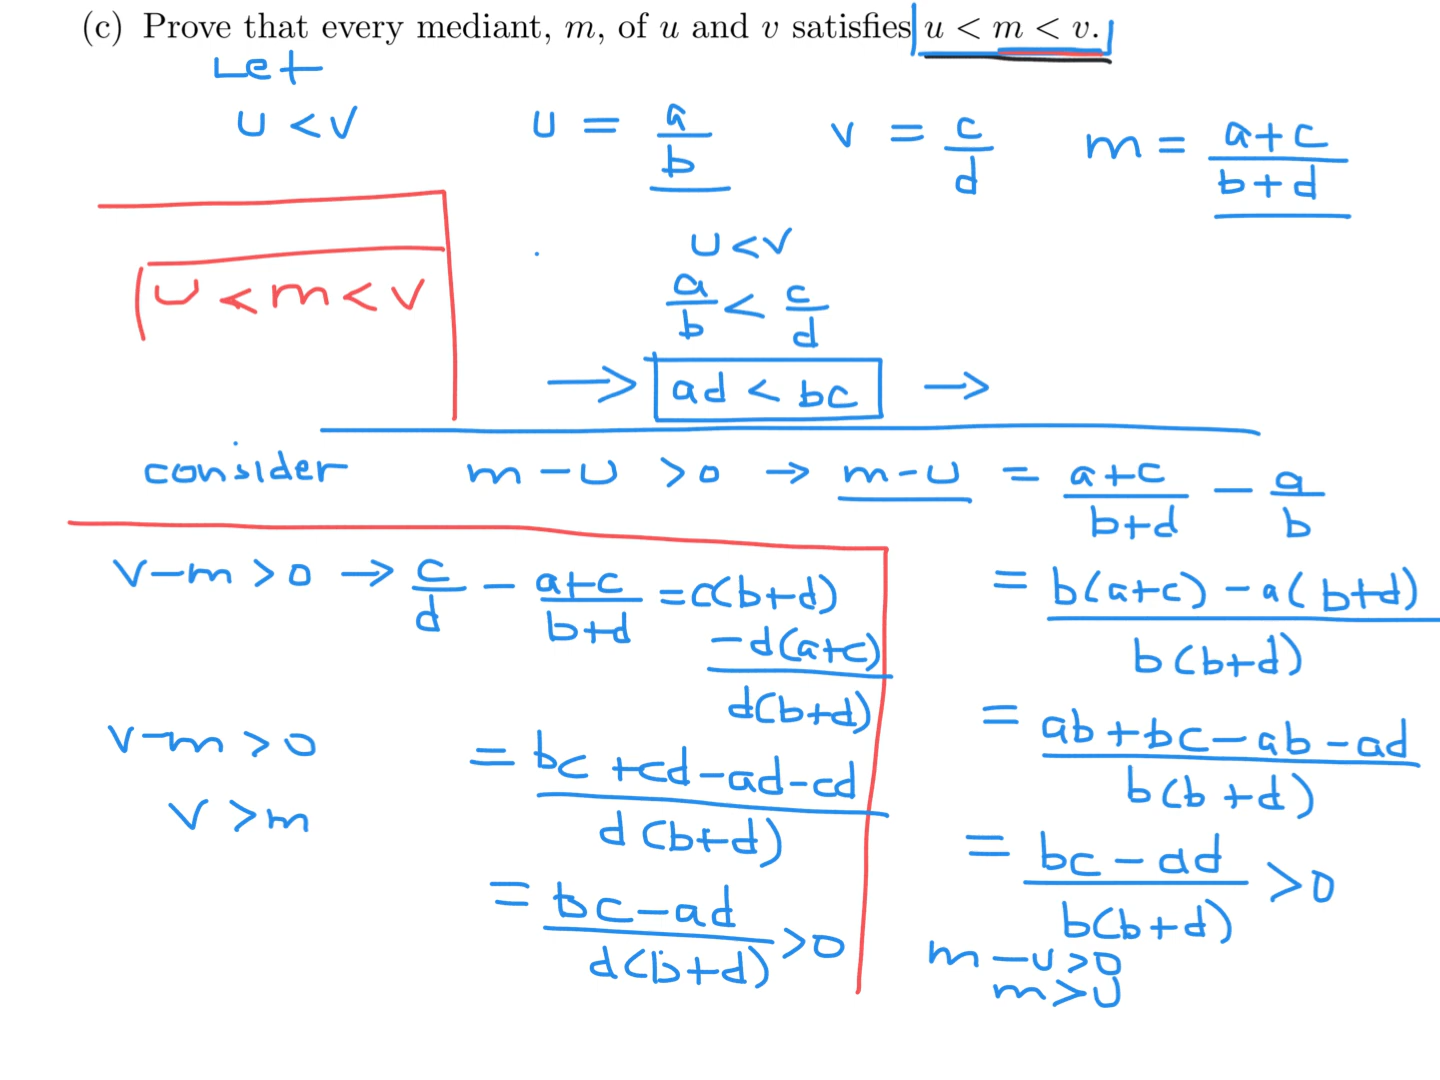 (c) Prove that every mediant, m, of u and v satisfies u < m < v.
Let
u < v
u = a/b
v = c/d
m = a+c/b+d
u < m < v
u < v
a/b < c/d
→ ad < bc →
consider m - u > 0 → m - u = a+c/b+d - a/b
= b(a+c) - a(b+d)/b(b+d)
= ab + bc - ab - ad/b(b+d)
= bc - ad/b(b+d) > 0
m - u > 0
m > u
v - m > 0 → c/d - a+c/b+d = c(b+d) - d(a+c)/d(b+d)
= bc + cd - ad - cd/d(b+d)
= bc - ad/d(b+d) > 0
v - m > 0
v > m